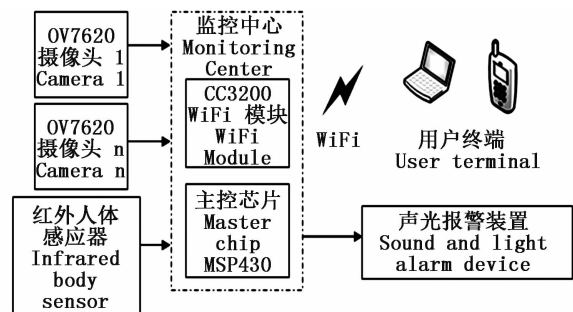 OV7620
摄像头 1
Camera 1
OV7620
摄像头 n
Camera n
红外人体
感应器
Infrared
body
sensor
监控中心
Monitoring
Center
CC3200
WiFi 模块
WiFi
Module
主控芯片
Master
chip
MSP430
WiFi
用户终端
User terminal
声光报警装置
Sound and light
alarm device